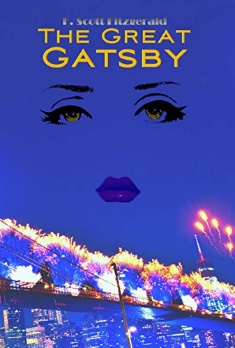 F. Scott Fitzgerald
THE GREAT
GATSBY